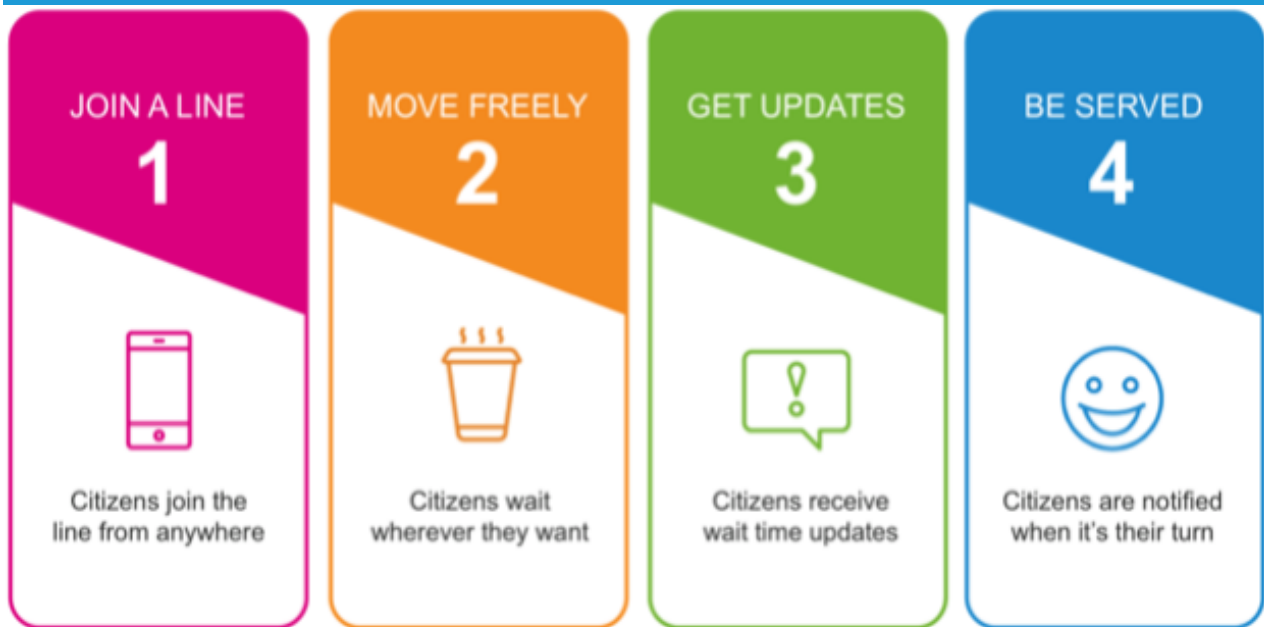 JOIN A LINE
1
Citizens join the
line from anywhere
MOVE FREELY
2
Citizens wait
wherever they want
GET UPDATES
3
Citizens receive
wait time updates
BE SERVED
4
Citizens are notified
when it's their turn